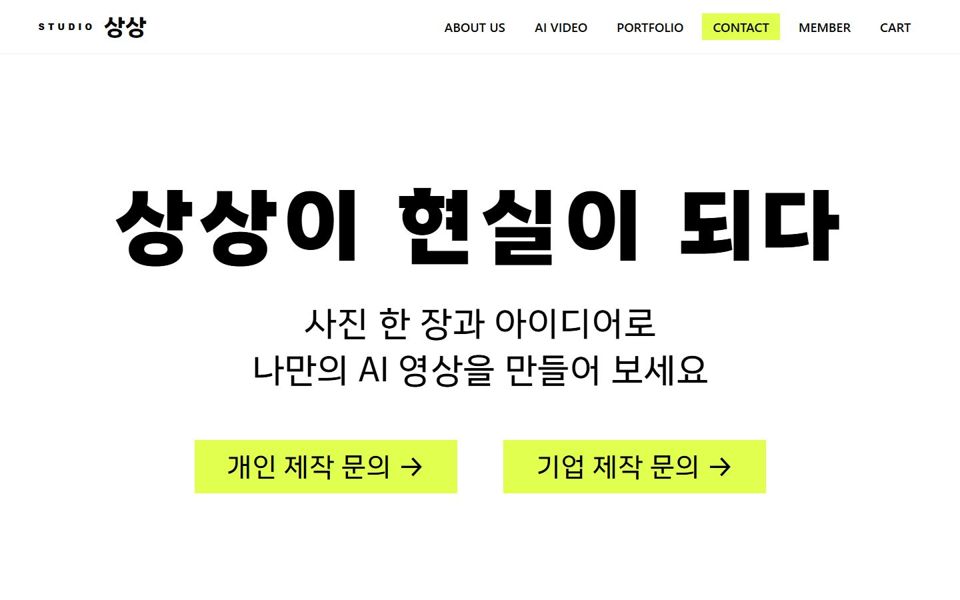 STUDIO 상상
ABOUT US AI VIDEO PORTFOLIO CONTACT MEMBER CART
상상이 현실이 되다
사진 한 장과 아이디어로
나만의 AI 영상을 만들어 보세요
개인 제작 문의 →
기업 제작 문의 →